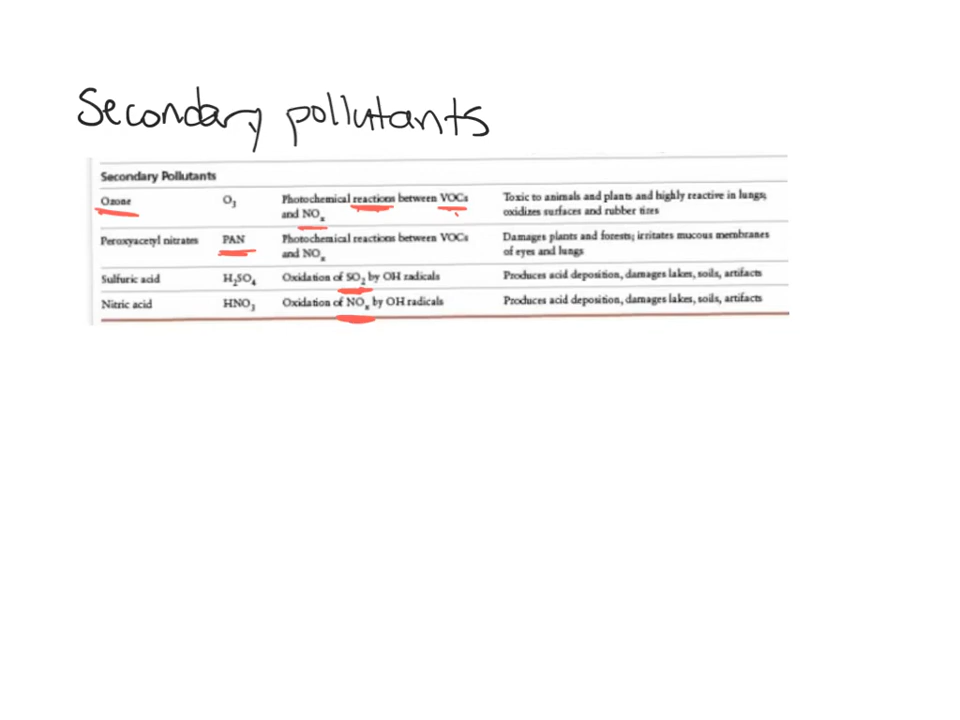 Secondary pollutants
Secondary Pollutants
Ozone O₃ Photochemical reactions between VOCs Toxic to animals and plants and highly reactive in lungs;
and NOₓ oxidizes surfaces and rubber tires
Peroxyacetyl nitrates PAN Photochemical reactions between VOCs Damages plants and forests; irritates mucous membranes
and NOₓ of eyes and lungs
Sulfuric acid H₂SO₄ Oxidation of SO₂ by OH radicals Produces acid deposition, damages lakes, soils, artifacts
Nitric acid HNO₃ Oxidation of NOₓ by OH radicals Produces acid deposition, damages lakes, soils, artifacts